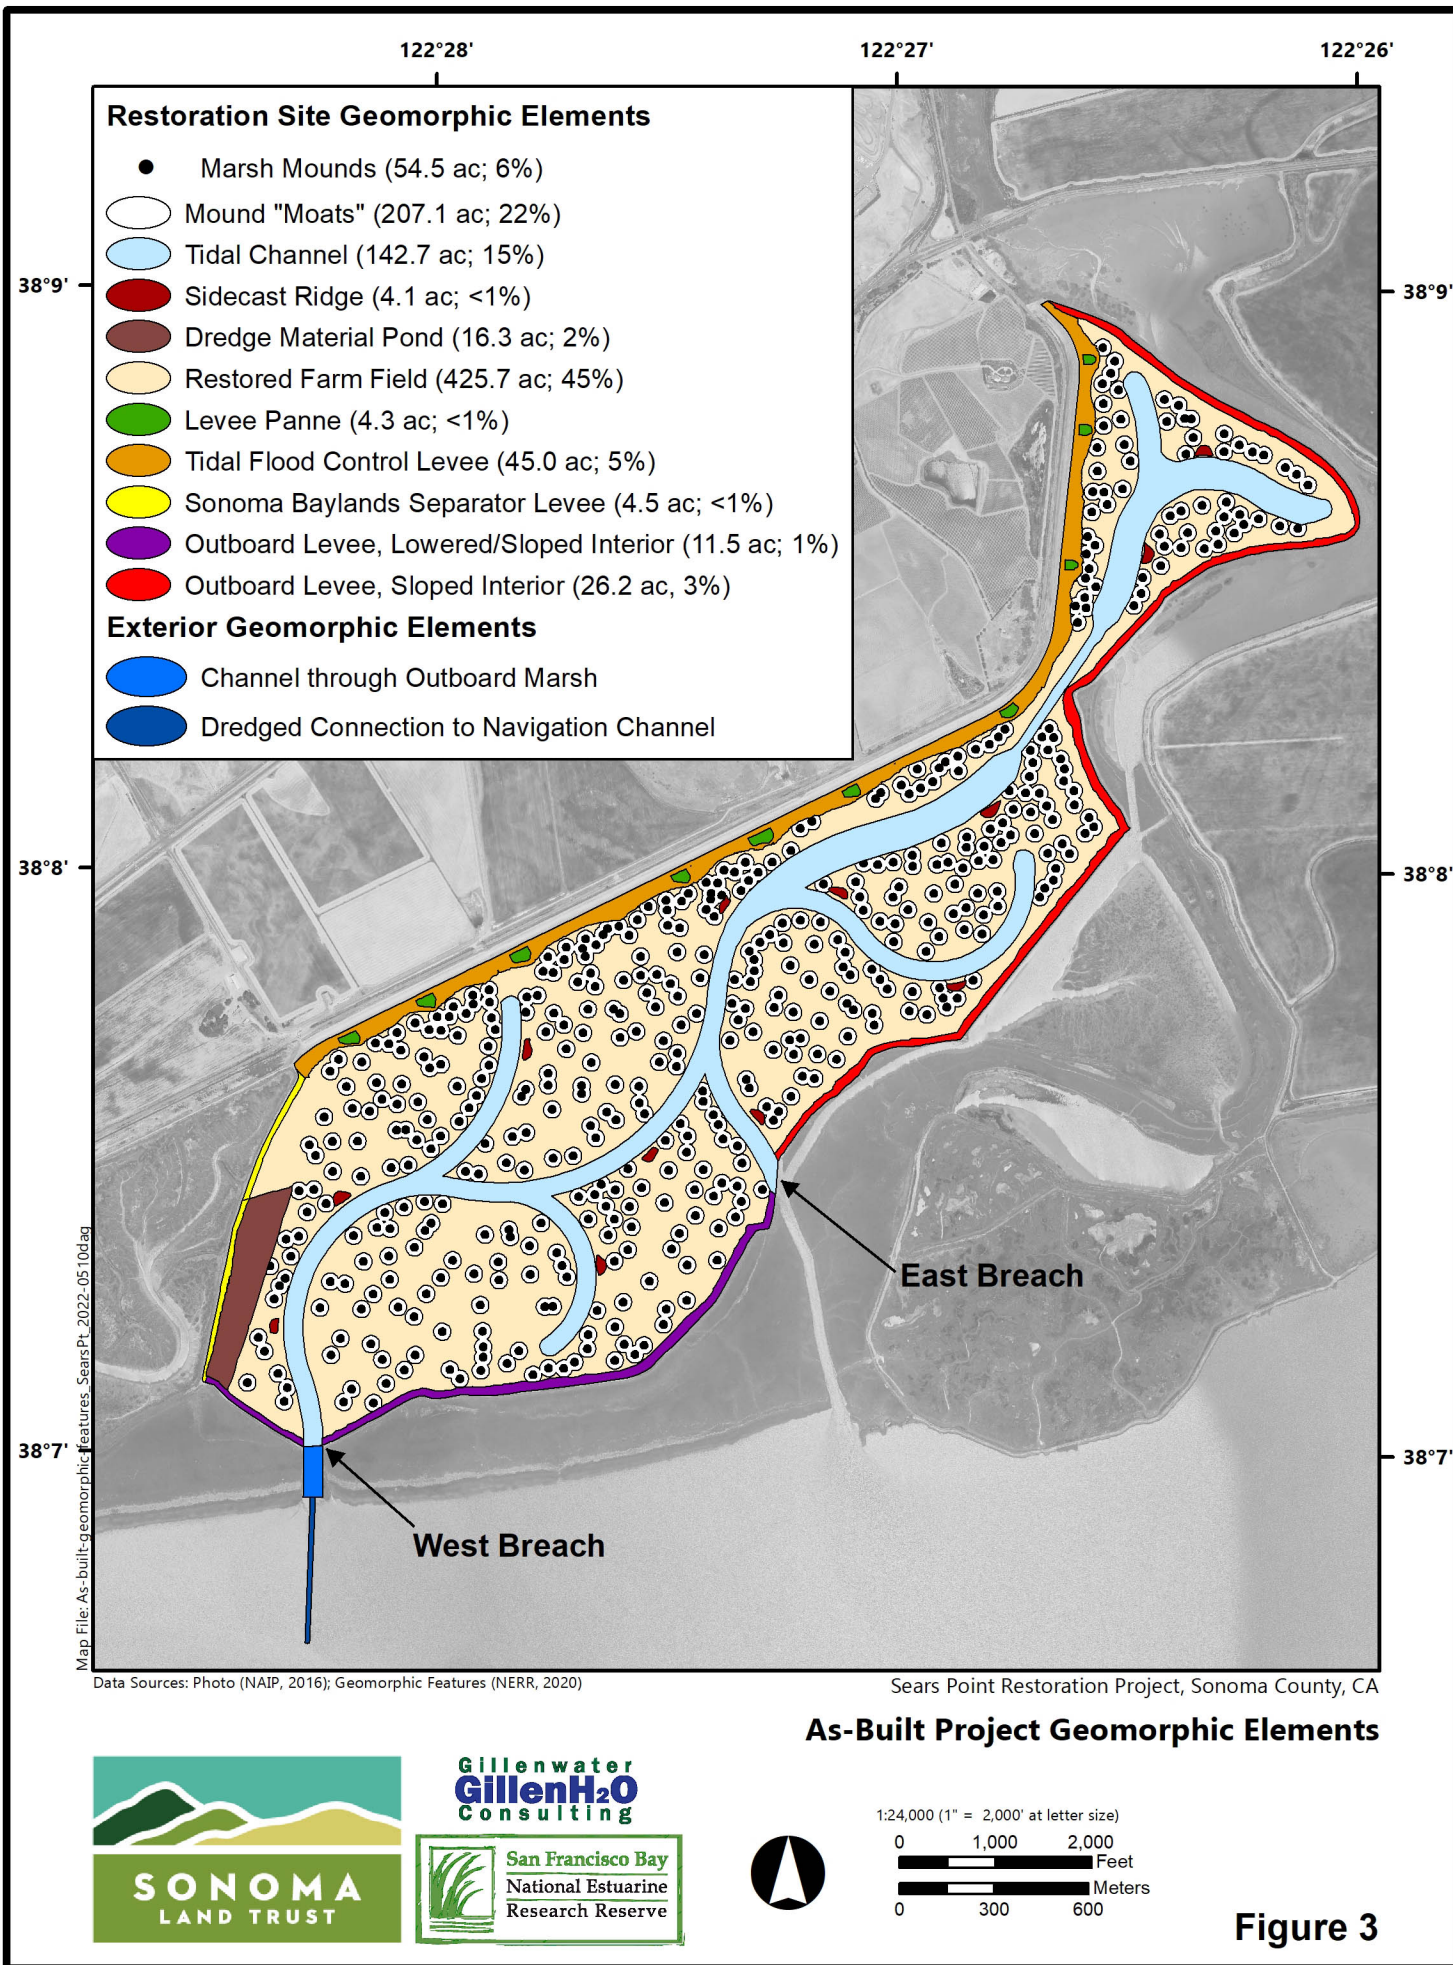 122°28'
122°27'
122°26'
Restoration Site Geomorphic Elements
Marsh Mounds (54.5 ac; 6%)
Mound "Moats" (207.1 ac; 22%)
Tidal Channel (142.7 ac; 15%)
Sidecast Ridge (4.1 ac; <1%)
Dredge Material Pond (16.3 ac; 2%)
Restored Farm Field (425.7 ac; 45%)
Levee Panne (4.3 ac; <1%)
Tidal Flood Control Levee (45.0 ac; 5%)
Sonoma Baylands Separator Levee (4.5 ac; <1%)
Outboard Levee, Lowered/Sloped Interior (11.5 ac; 1%)
Outboard Levee, Sloped Interior (26.2 ac, 3%)
Exterior Geomorphic Elements
Channel through Outboard Marsh
Dredged Connection to Navigation Channel
38°9'
38°9'
38°8'
38°8'
38°7'
38°7'
East Breach
West Breach
Map File: As-built-geomorphic-features_SearsPt_2022-0510dag
Data Sources: Photo (NAIP, 2016); Geomorphic Features (NERR, 2020)
Sears Point Restoration Project, Sonoma County, CA
As-Built Project Geomorphic Elements
SONOMA
LAND TRUST
Gillenwater
GillenH2O
Consulting
San Francisco Bay
National Estuarine
Research Reserve
1:24,000 (1" = 2,000' at letter size)
0 1,000 2,000
Feet
Meters
0 300 600
Figure 3